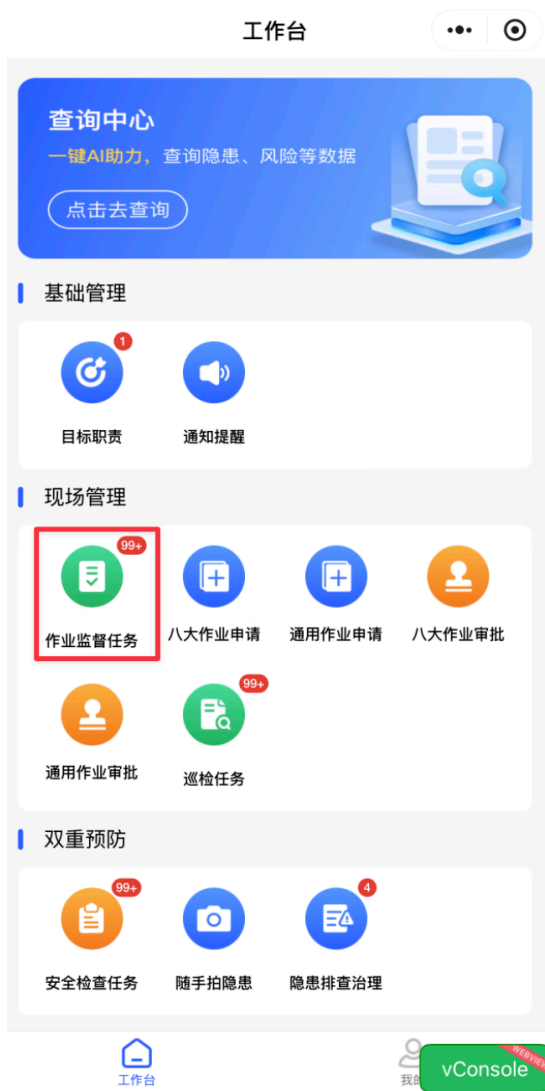 工作台
查询中心
一键AI助力，查询隐患、风险等数据
点击去查询
基础管理
1
目标职责
通知提醒
现场管理
99+
作业监督任务
八大作业申请
通用作业申请
八大作业审批
99+
通用作业审批
巡检任务
双重预防
99+
4
安全检查任务
随手拍隐患
隐患排查治理
工作台
我的
vConsole